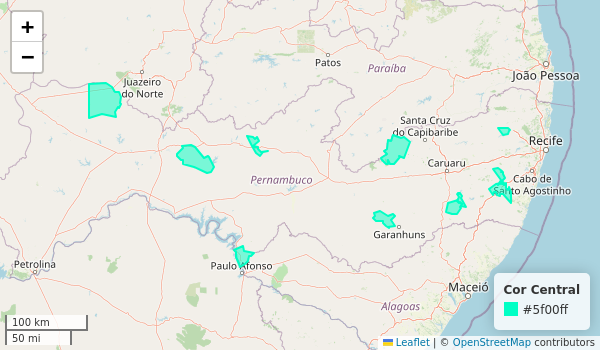 +
−
Patos
Paraíba
João Pessoa
Juazeiro
do Norte
Santa Cruz
do Capibaribe
Recife
Caruaru
Cabo de
Santo Agostinho
Pernambuco
Garanhuns
Petrolina
Paulo Afonso
Maceió
Alagoas
Cor Central
#5f00ff
100 km
50 mi
Leaflet | © OpenStreetMap contributors